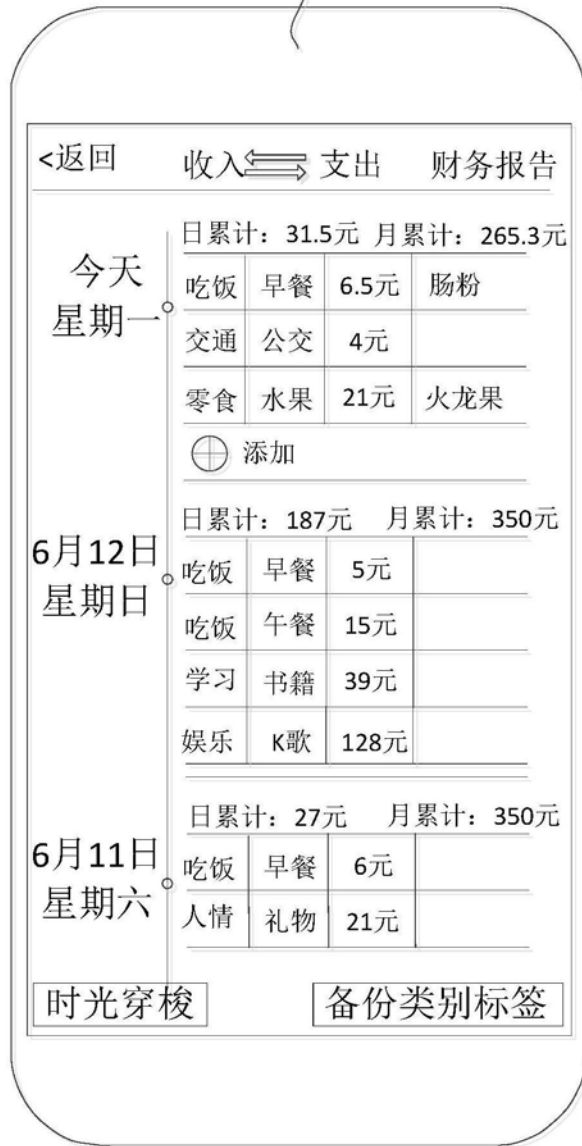 <返回 收入 支出 财务报告
日累计：31.5元 月累计：265.3元
今天
星期一
吃饭 早餐 6.5元 肠粉
交通 公交 4元
零食 水果 21元 火龙果
添加
日累计：187元 月累计：350元
6月12日
星期日
吃饭 早餐 5元
吃饭 午餐 15元
学习 书籍 39元
娱乐 K歌 128元
日累计：27元 月累计：350元
6月11日
星期六
吃饭 早餐 6元
人情 礼物 21元
时光穿梭 备份类别标签